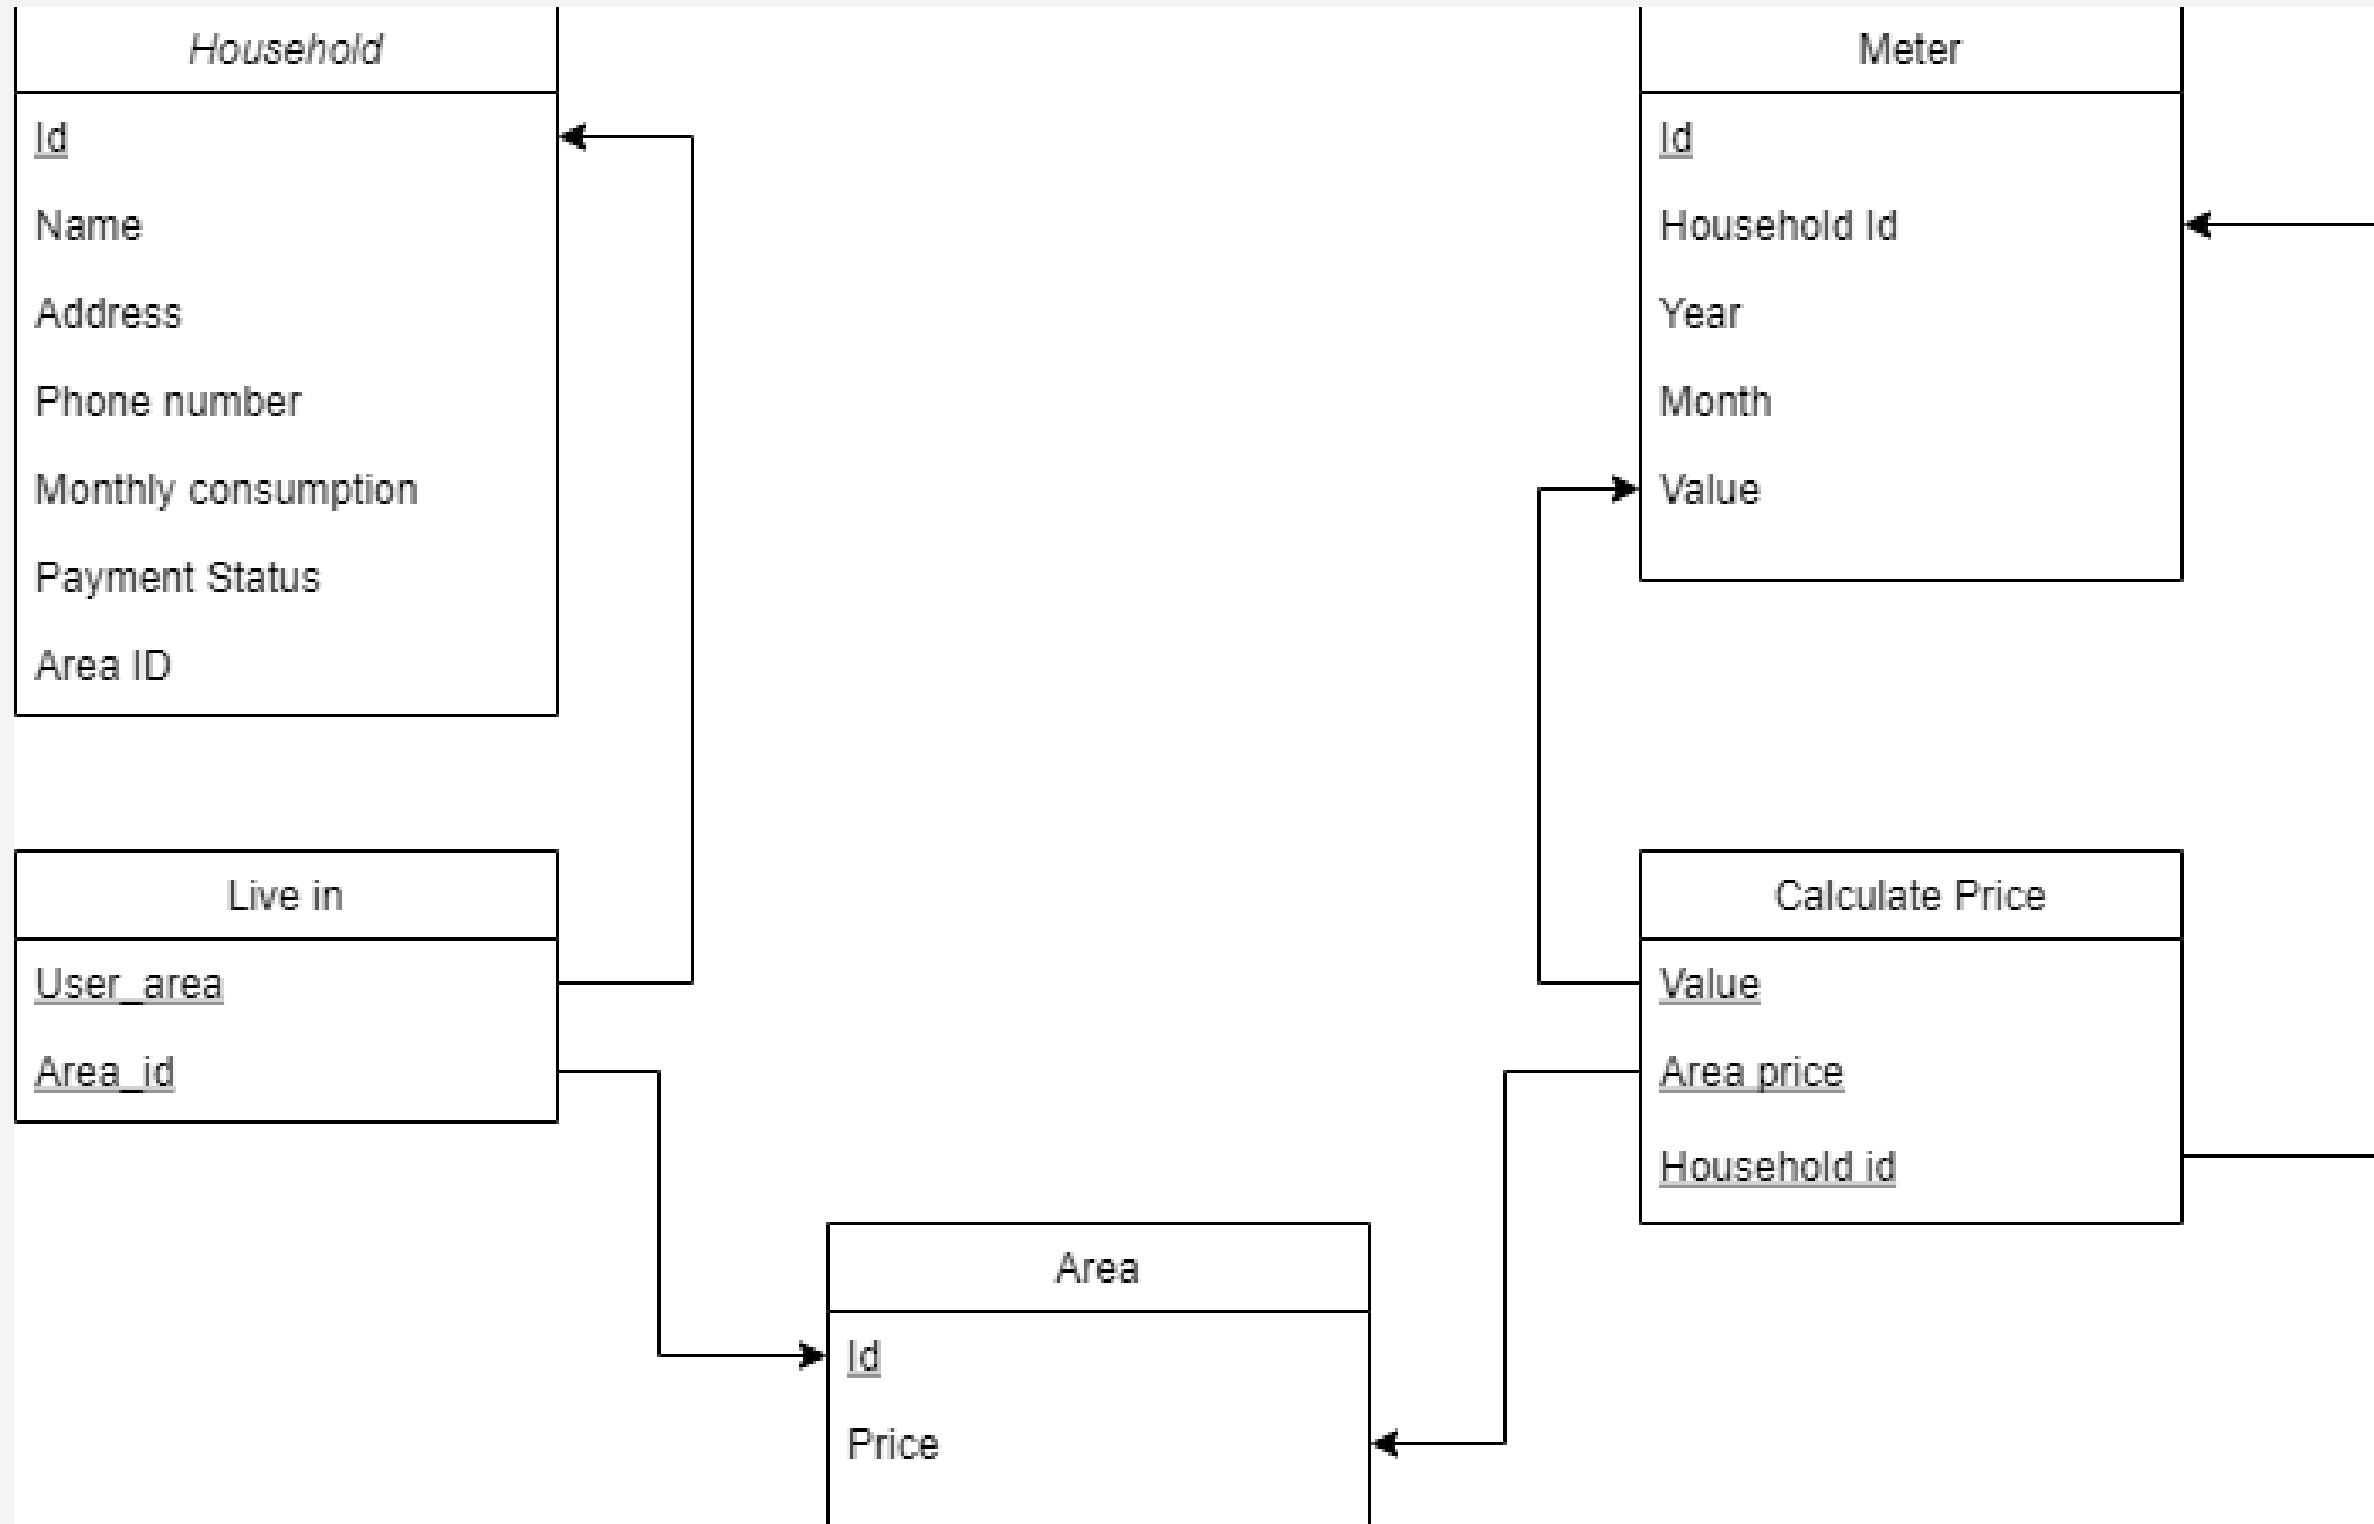 Household
Id
Name
Address
Phone number
Monthly consumption
Payment Status
Area ID
Meter
Id
Household Id
Year
Month
Value
Live in
User_area
Area_id
Calculate Price
Value
Area price
Household id
Area
Id
Price